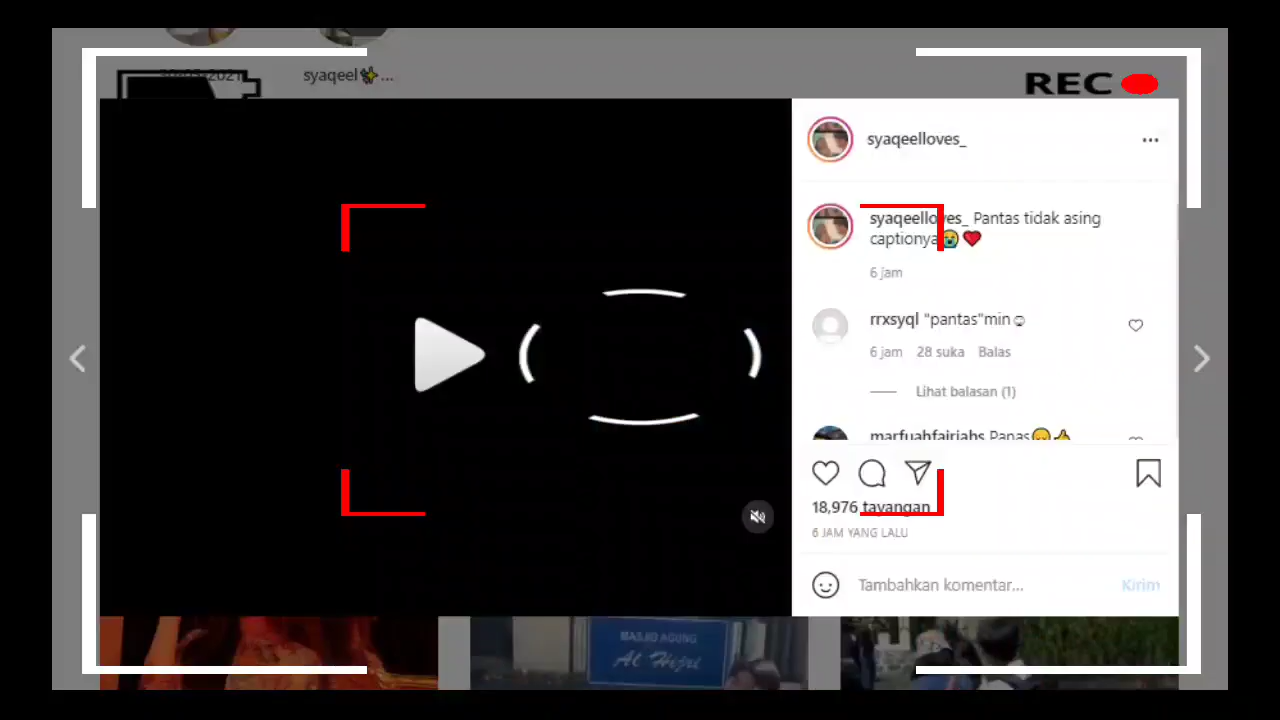 syaqeel✨...
REC
syaqeelloves_
syaqeelloves_ Pantas tidak asing
captionya😭❤️
6 jam
rrxsyql "pantas"min☺
6 jam 28 suka Balas
Lihat balasan (1)
marfuahfairiahs Panas
18,976 tayangan
6 JAM YANG LALU
Tambahkan komentar... Kirim
MASJID AGUNG
Al Hijri